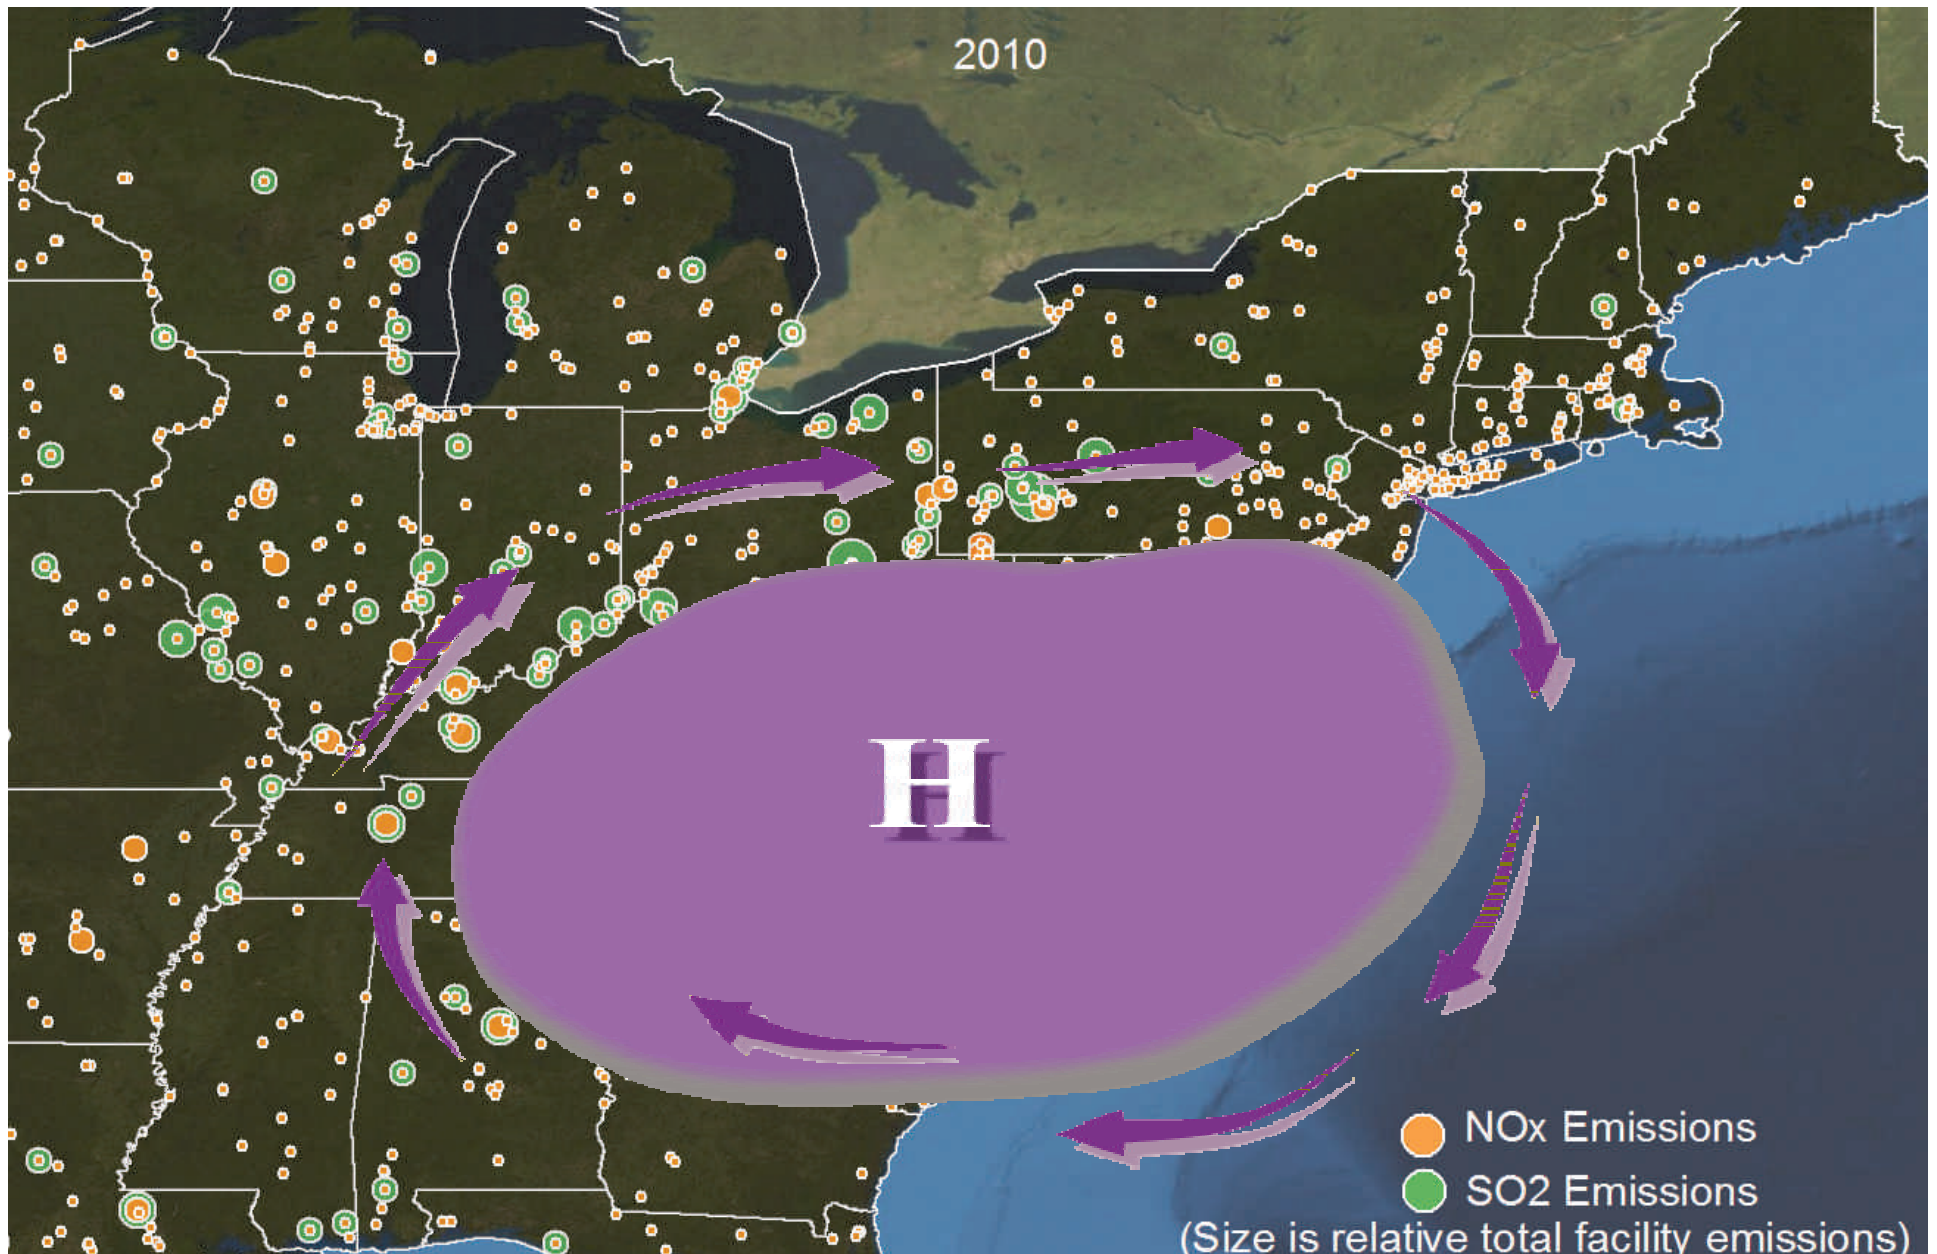 2010
H
NOx Emissions
SO2 Emissions
(Size is relative total facility emissions)